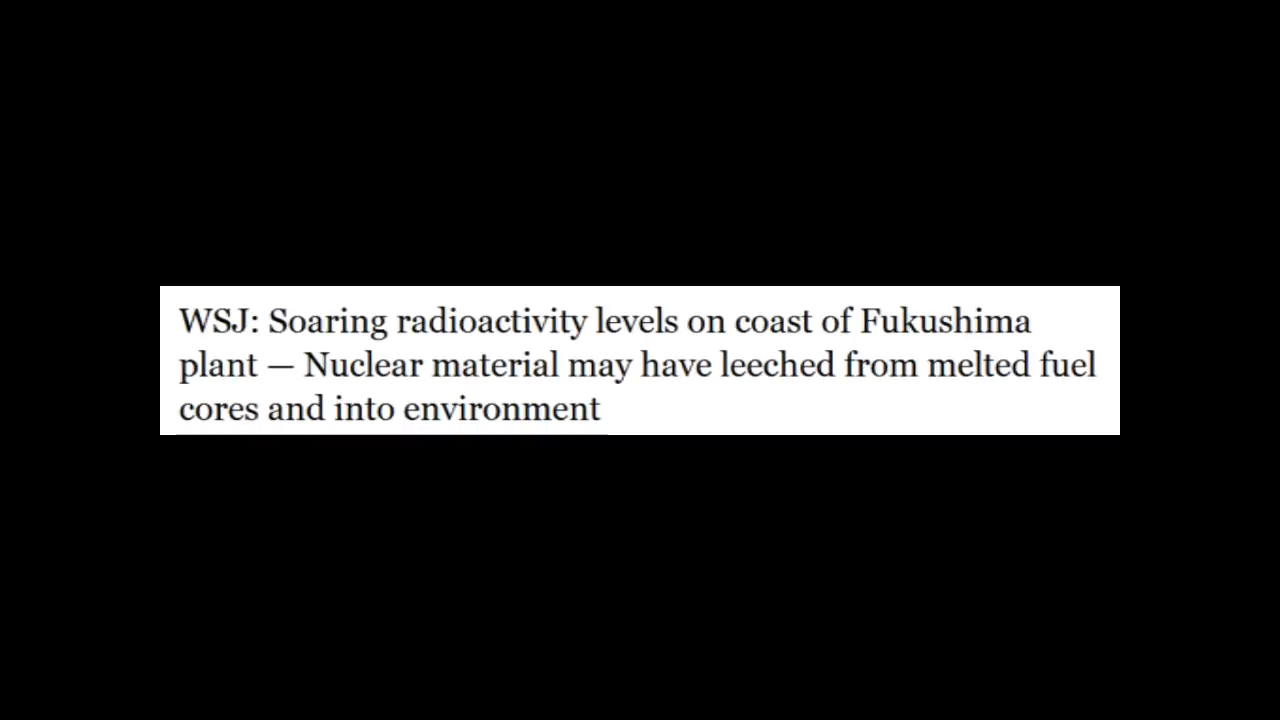 WSJ: Soaring radioactivity levels on coast of Fukushima
plant — Nuclear material may have leeched from melted fuel
cores and into environment